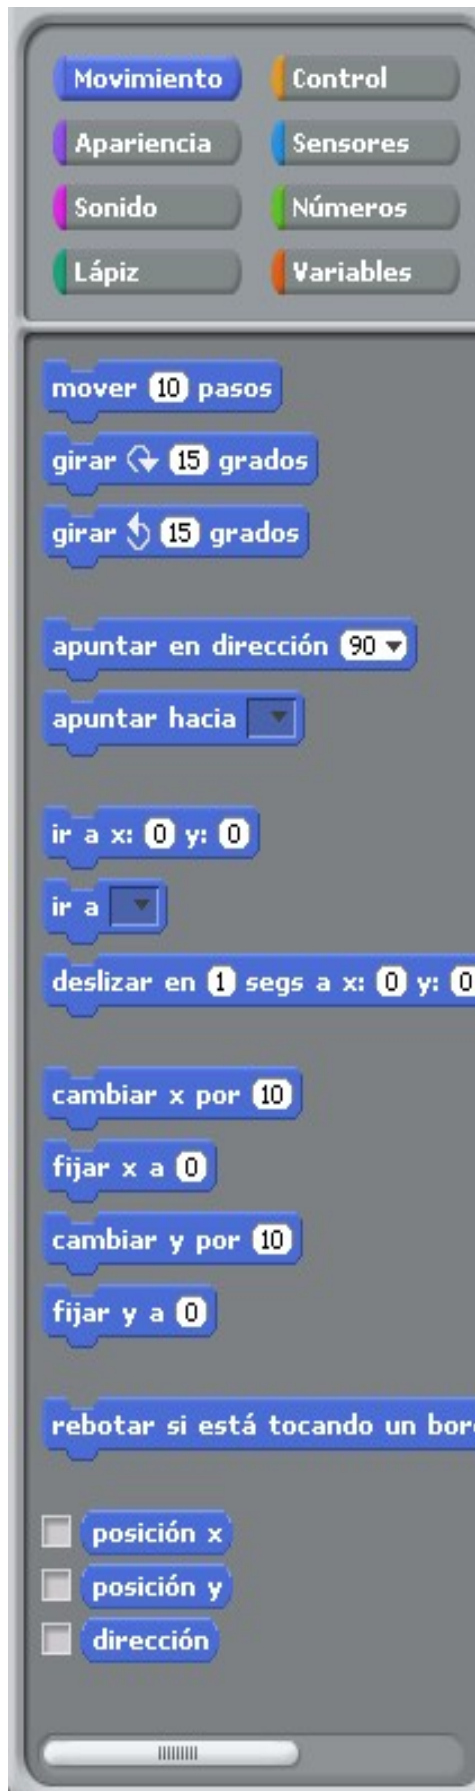 Movimiento Control
Apariencia Sensores
Sonido Números
Lápiz Variables
mover 10 pasos
girar 15 grados
girar 15 grados
apuntar en dirección 90
apuntar hacia
ir a x: 0 y: 0
ir a
deslizar en 1 segs a x: 0 y: 0
cambiar x por 10
fijar x a 0
cambiar y por 10
fijar y a 0
rebotar si está tocando un bor
posición x
posición y
dirección